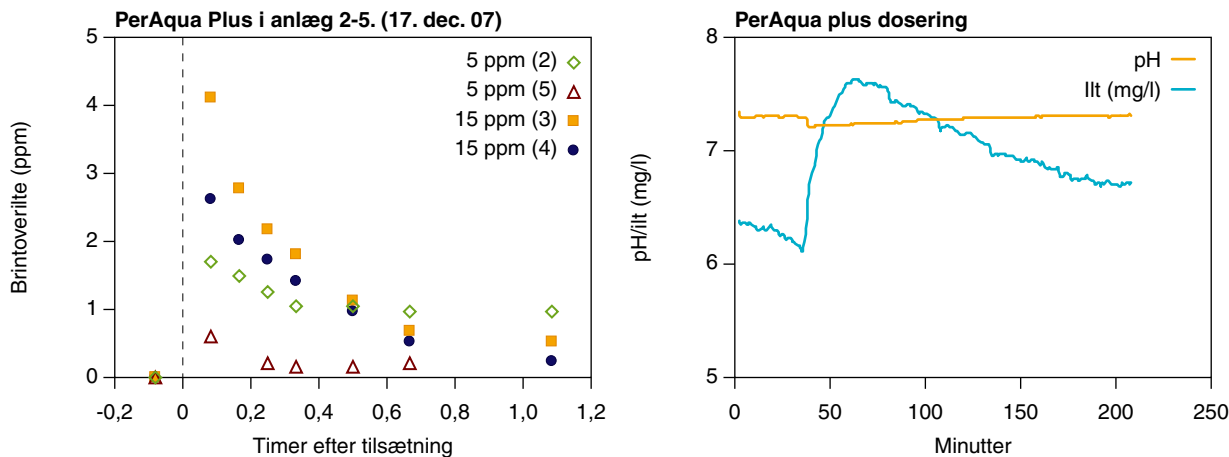 PerAqua Plus i anlæg 2-5. (17. dec. 07)
5
4
3
2
1
0
Brintoverilte (ppm)
5 ppm (2)
5 ppm (5)
15 ppm (3)
15 ppm (4)
-0,2
0
0,2
0,4
0,6
0,8
1,0
1,2
Timer efter tilsætning
PerAqua plus dosering
8
7
6
5
pH/ilt (mg/l)
pH
Ilt (mg/l)
0
50
100
150
200
250
Minutter